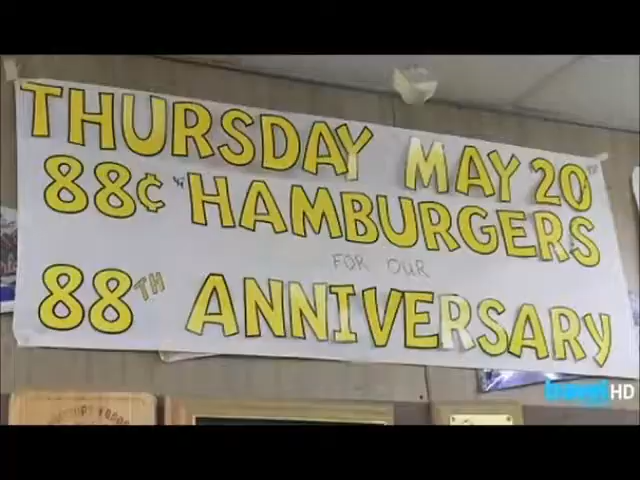 THURSDAY MAY 20TH
88¢ HAMBURGERS
FOR OUR
88TH ANNIVERSARY
travel HD